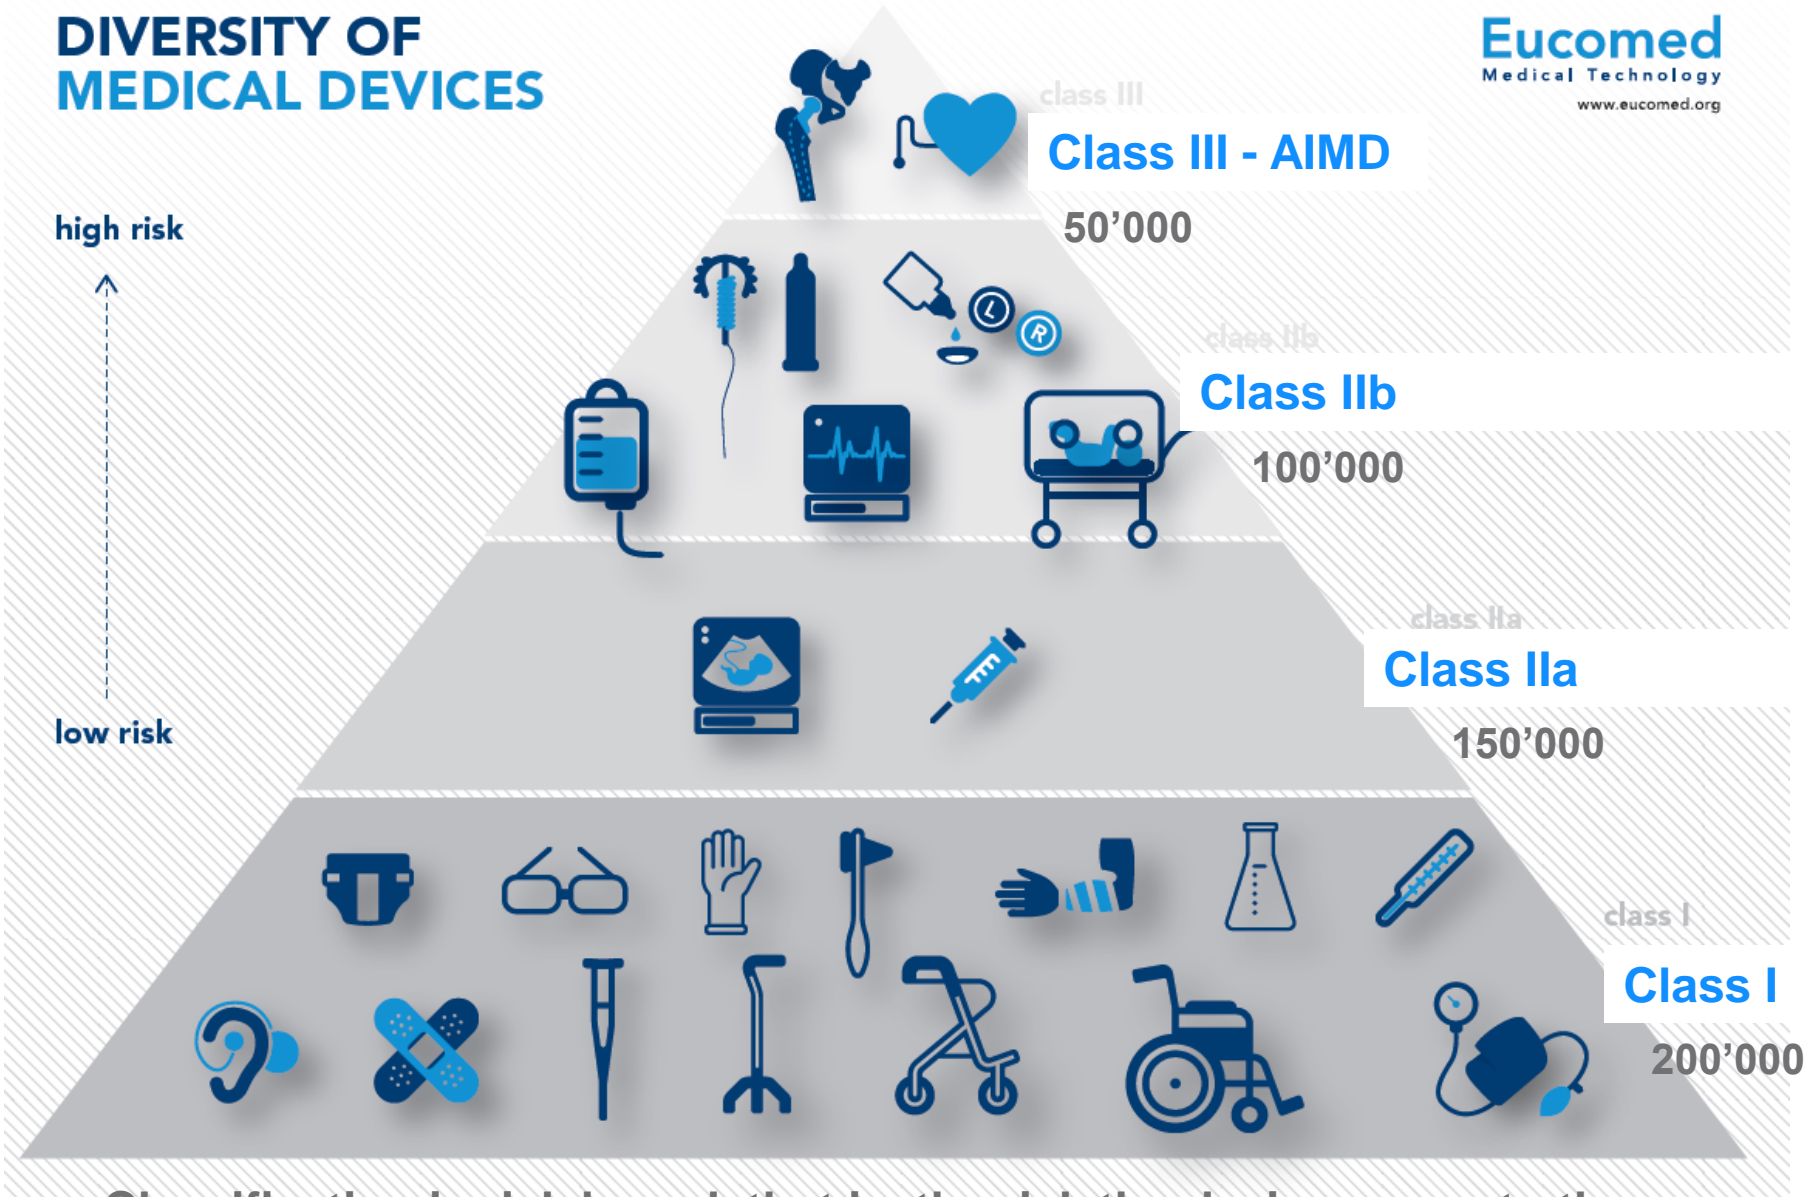 DIVERSITY OF
MEDICAL DEVICES
Eucomed
Medical Technology
www.eucomed.org
class III
Class III - AIMD
50’000
high risk
L
R
class IIb
Class IIb
100’000
class IIa
Class IIa
150’000
low risk
class I
Class I
200’000